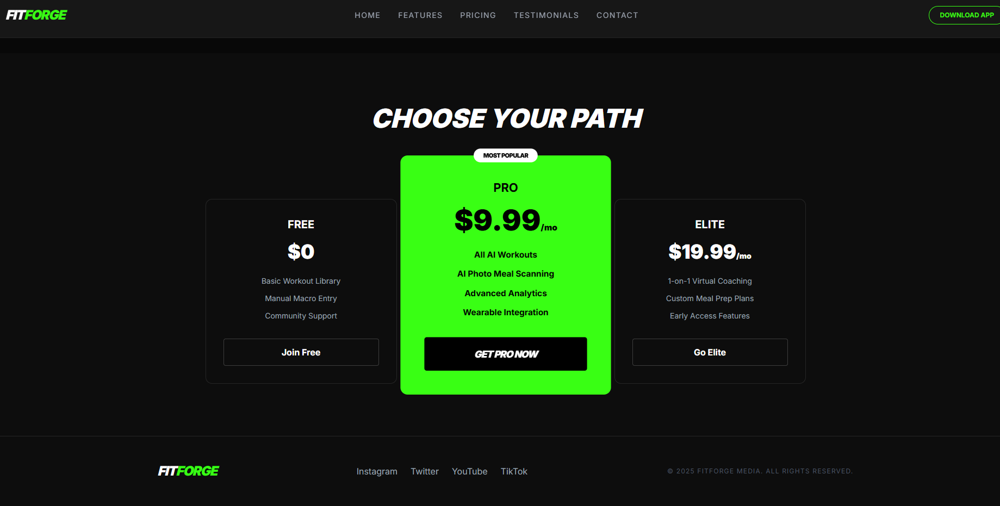 FITFORGE
HOME FEATURES PRICING TESTIMONIALS CONTACT
DOWNLOAD APP
CHOOSE YOUR PATH
FREE
$0
Basic Workout Library
Manual Macro Entry
Community Support
Join Free
MOST POPULAR
PRO
$9.99/mo
All AI Workouts
AI Photo Meal Scanning
Advanced Analytics
Wearable Integration
GET PRO NOW
ELITE
$19.99/mo
1-on-1 Virtual Coaching
Custom Meal Prep Plans
Early Access Features
Go Elite
FITFORGE
Instagram Twitter YouTube TikTok
© 2025 FITFORGE MEDIA. ALL RIGHTS RESERVED.